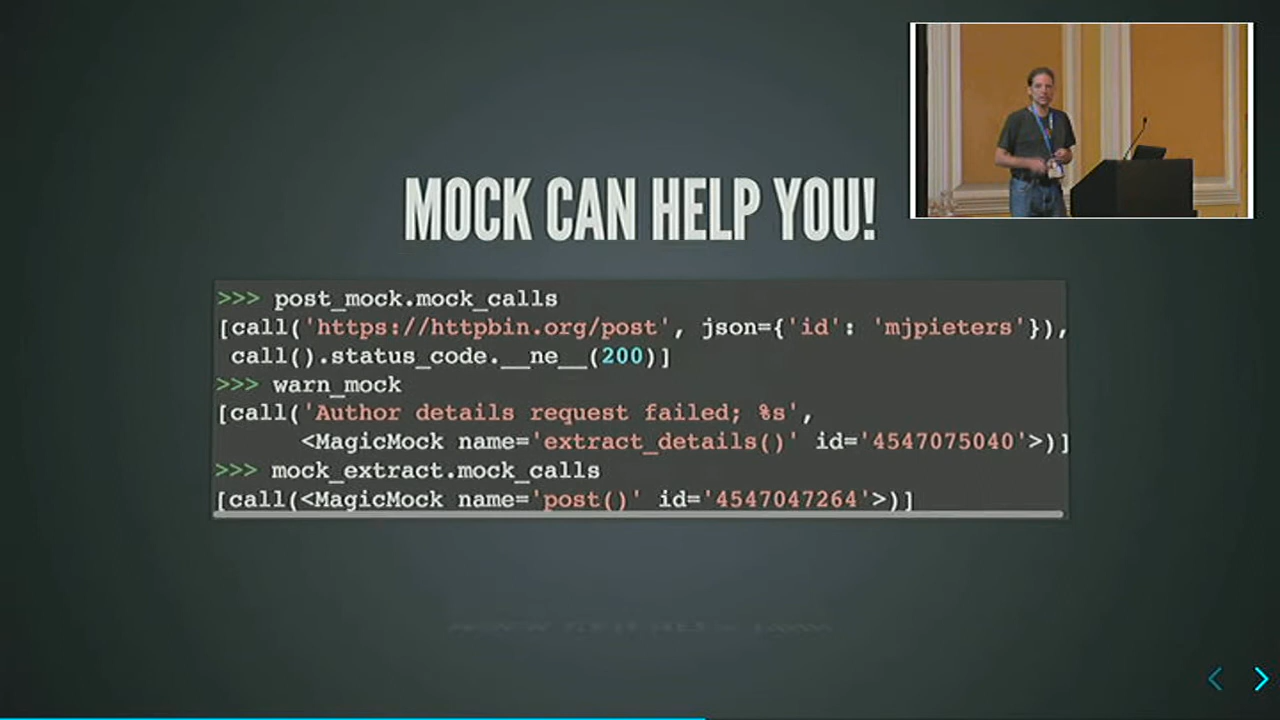 MOCK CAN HELP YOU!
>>> post_mock.mock_calls
[call('https://httpbin.org/post', json={'id': 'mjpieters'}),
call().status_code.__ne__(200)]
>>> warn_mock
[call('Author details request failed; %s',
<MagicMock name='extract_details()' id='4547075040'>)]
>>> mock_extract.mock_calls
[call(<MagicMock name='post()' id='4547047264'>)]